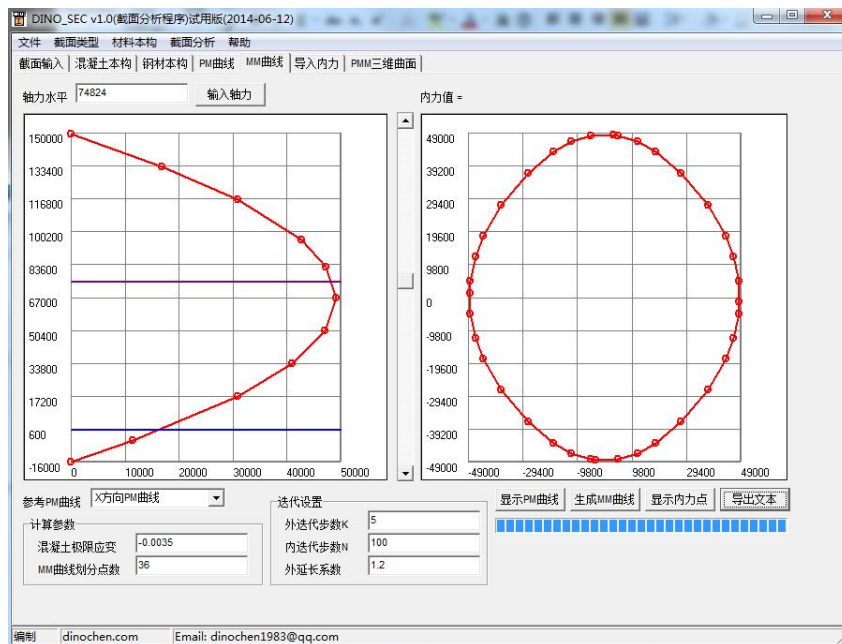 DINO_SEC v1.0(截面分析程序)试用版(2014-06-12)
文件 截面类型 材料本构 截面分析 帮助
截面输入 混凝土本构 钢材本构 PM曲线 MM曲线 导入内力 PMM三维曲面
轴力水平 74824 输入轴力 内力值 =
150000
133400
116800
100200
83600
67000
50400
33800
17200
600
-16000
0 10000 20000 30000 40000 50000
49000
39200
29400
19600
9800
0
-9800
-19600
-29400
-39200
-49000
-49000 -29400 -9800 9800 29400 49000
参考PM曲线 X方向PM曲线
计算参数
混凝土极限应变 -0.0035
MM曲线划分点数 36
迭代设置
外迭代步数K 5
内迭代步数N 100
外延长系数 1.2
显示PM曲线 生成MM曲线 显示内力点 导出文本
编制 dinochen.com Email: dinochen1983@qq.com